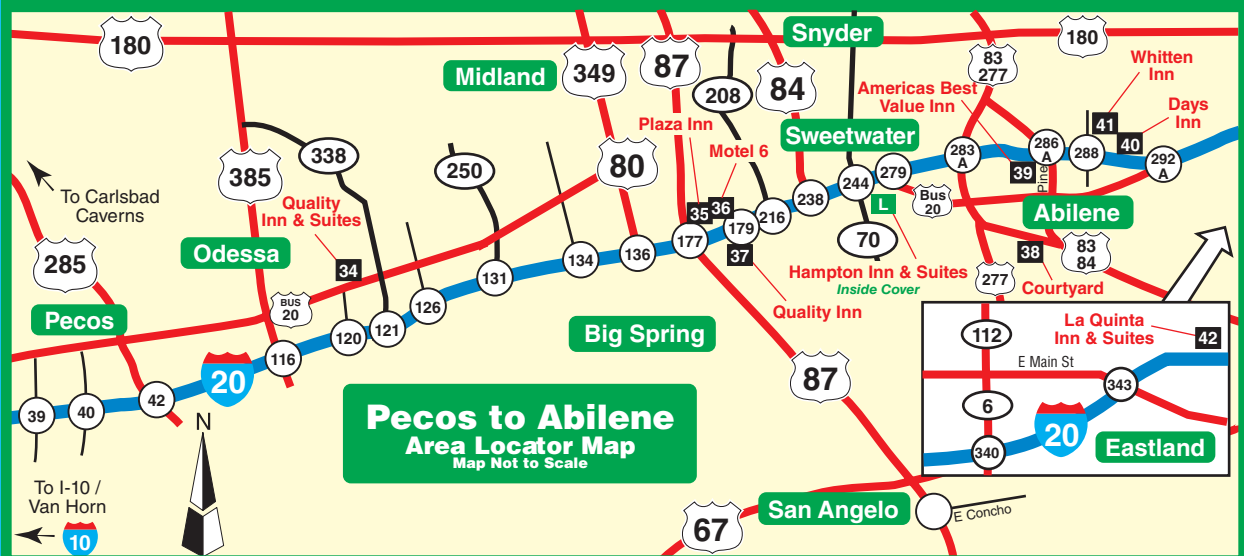 180
385
338
Midland
349
87
208
84
Snyder
83
277
180
Whitten
Inn
Americas Best
Value Inn
Days
Inn
41
40
Plaza Inn
Motel 6
Sweetwater
250
80
To Carlsbad
Caverns
Quality
Inn & Suites
34
Odessa
285
Pecos
BUS
20
35
36
37
39
Pine
Bus
20
L
70
Abilene
Hampton Inn & Suites
Inside Cover
Quality Inn
277
38
Courtyard
83
84
39
40
42
20
116
120
121
126
131
134
136
177
179
216
238
244
279
283
A
286
A
288
292
A
Big Spring
87
Pecos to Abilene
Area Locator Map
Map Not to Scale
N
To I-10 /
Van Horn
10
67
San Angelo
E Concho
La Quinta
Inn & Suites
42
112
E Main St
343
6
20
340
Eastland